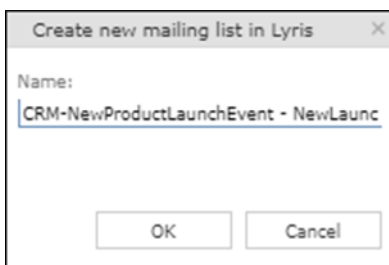 Create new mailing list in Lyris
Name:
CRM-NewProductLaunchEvent - NewLaunc
OK
Cancel